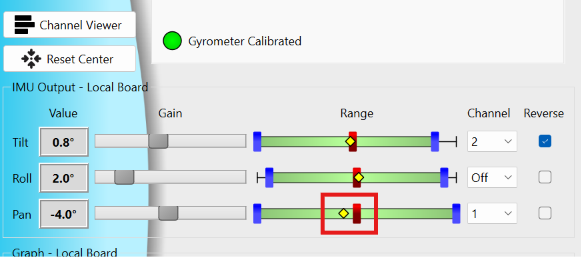 Channel Viewer
Gyrometer Calibrated
Reset Center
IMU Output - Local Board
Value Gain Range Channel Reverse
Tilt 0.8° 2
Roll 2.0° Off
Pan -4.0° 1
Graph - Local Board